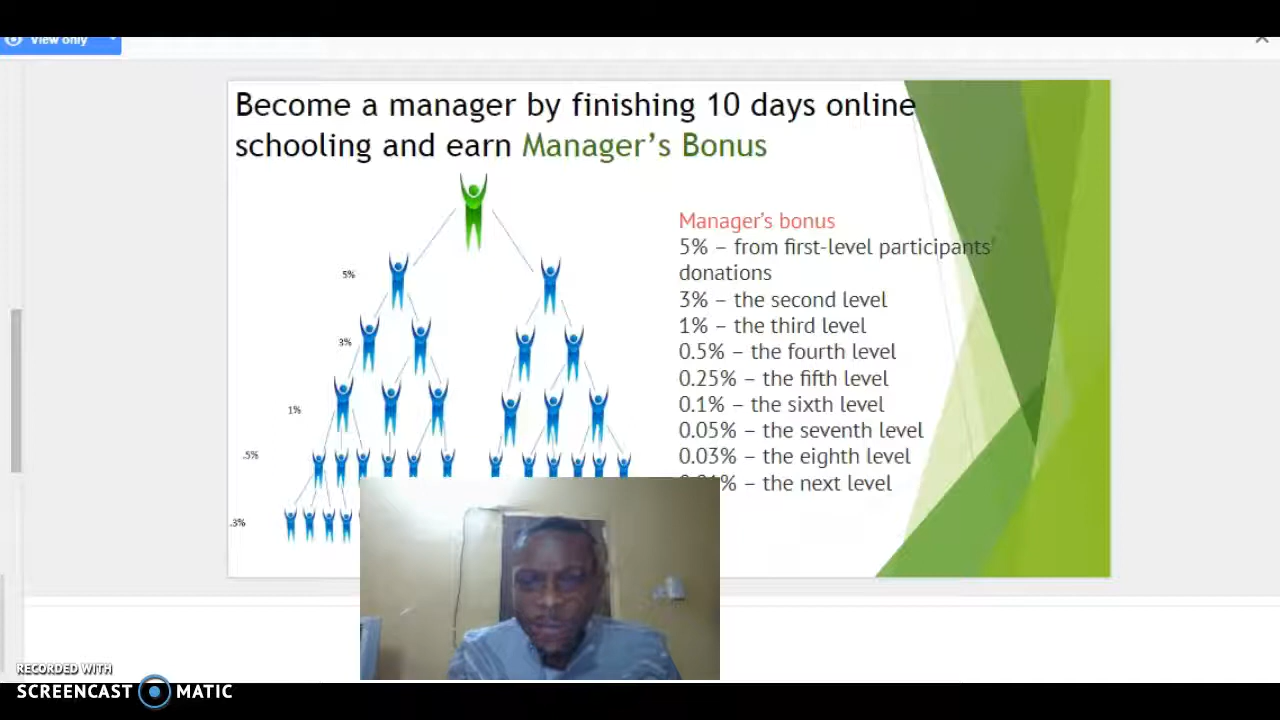 View only
Become a manager by finishing 10 days online
schooling and earn Manager's Bonus
Manager's bonus
5% – from first-level participants'
donations
5%
3% – the second level
1% – the third level
3%
0.5% – the fourth level
0.25% – the fifth level
1%
0.1% – the sixth level
0.05% – the seventh level
.5%
0.03% – the eighth level
% – the next level
.3%
RECORDED WITH
SCREENCAST MATIC